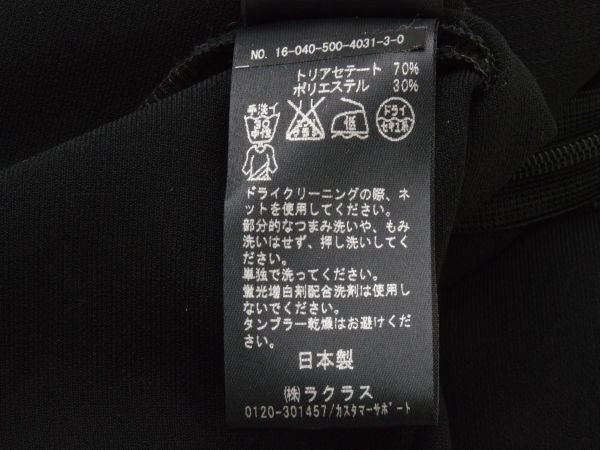 NO. 16-040-500-4031-3-0
トリアセテート 70%
ポリエステル 30%
手洗イ
30
中性
低
ドライ
セキユ系
ドライクリーニングの際、ネ
ットを使用してください。
部分的なつまみ洗いや、もみ
洗いはせず、押し洗いしてく
ださい。
単独で洗ってください。
蛍光増白剤配合洗剤は使用し
ないでください。
タンブラー乾燥はお避けくだ
さい。
日本製
㈱ラクラス
0120-301457/カスタマーサポート